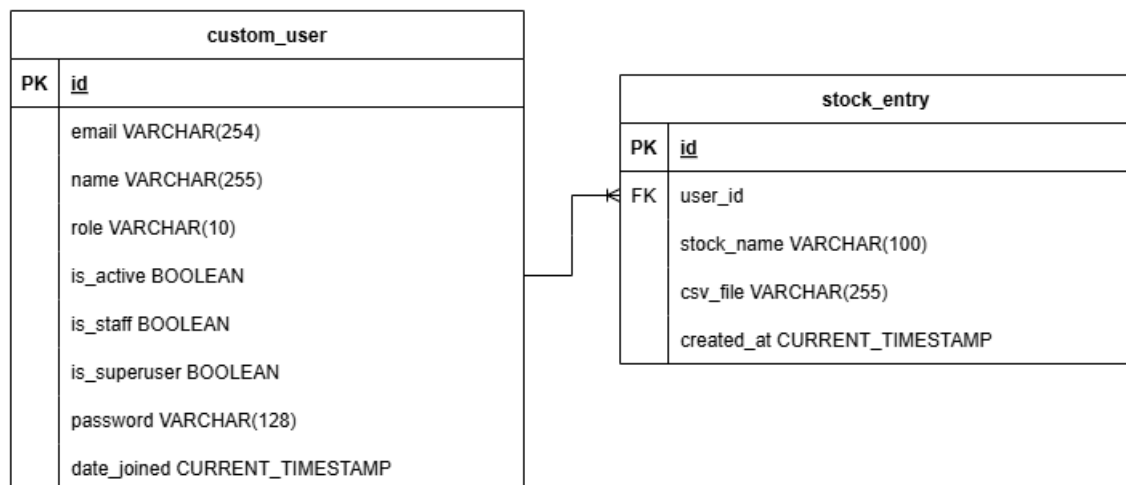 custom_user
PK id
email VARCHAR(254)
name VARCHAR(255)
role VARCHAR(10)
is_active BOOLEAN
is_staff BOOLEAN
is_superuser BOOLEAN
password VARCHAR(128)
date_joined CURRENT_TIMESTAMP
stock_entry
PK id
FK user_id
stock_name VARCHAR(100)
csv_file VARCHAR(255)
created_at CURRENT_TIMESTAMP